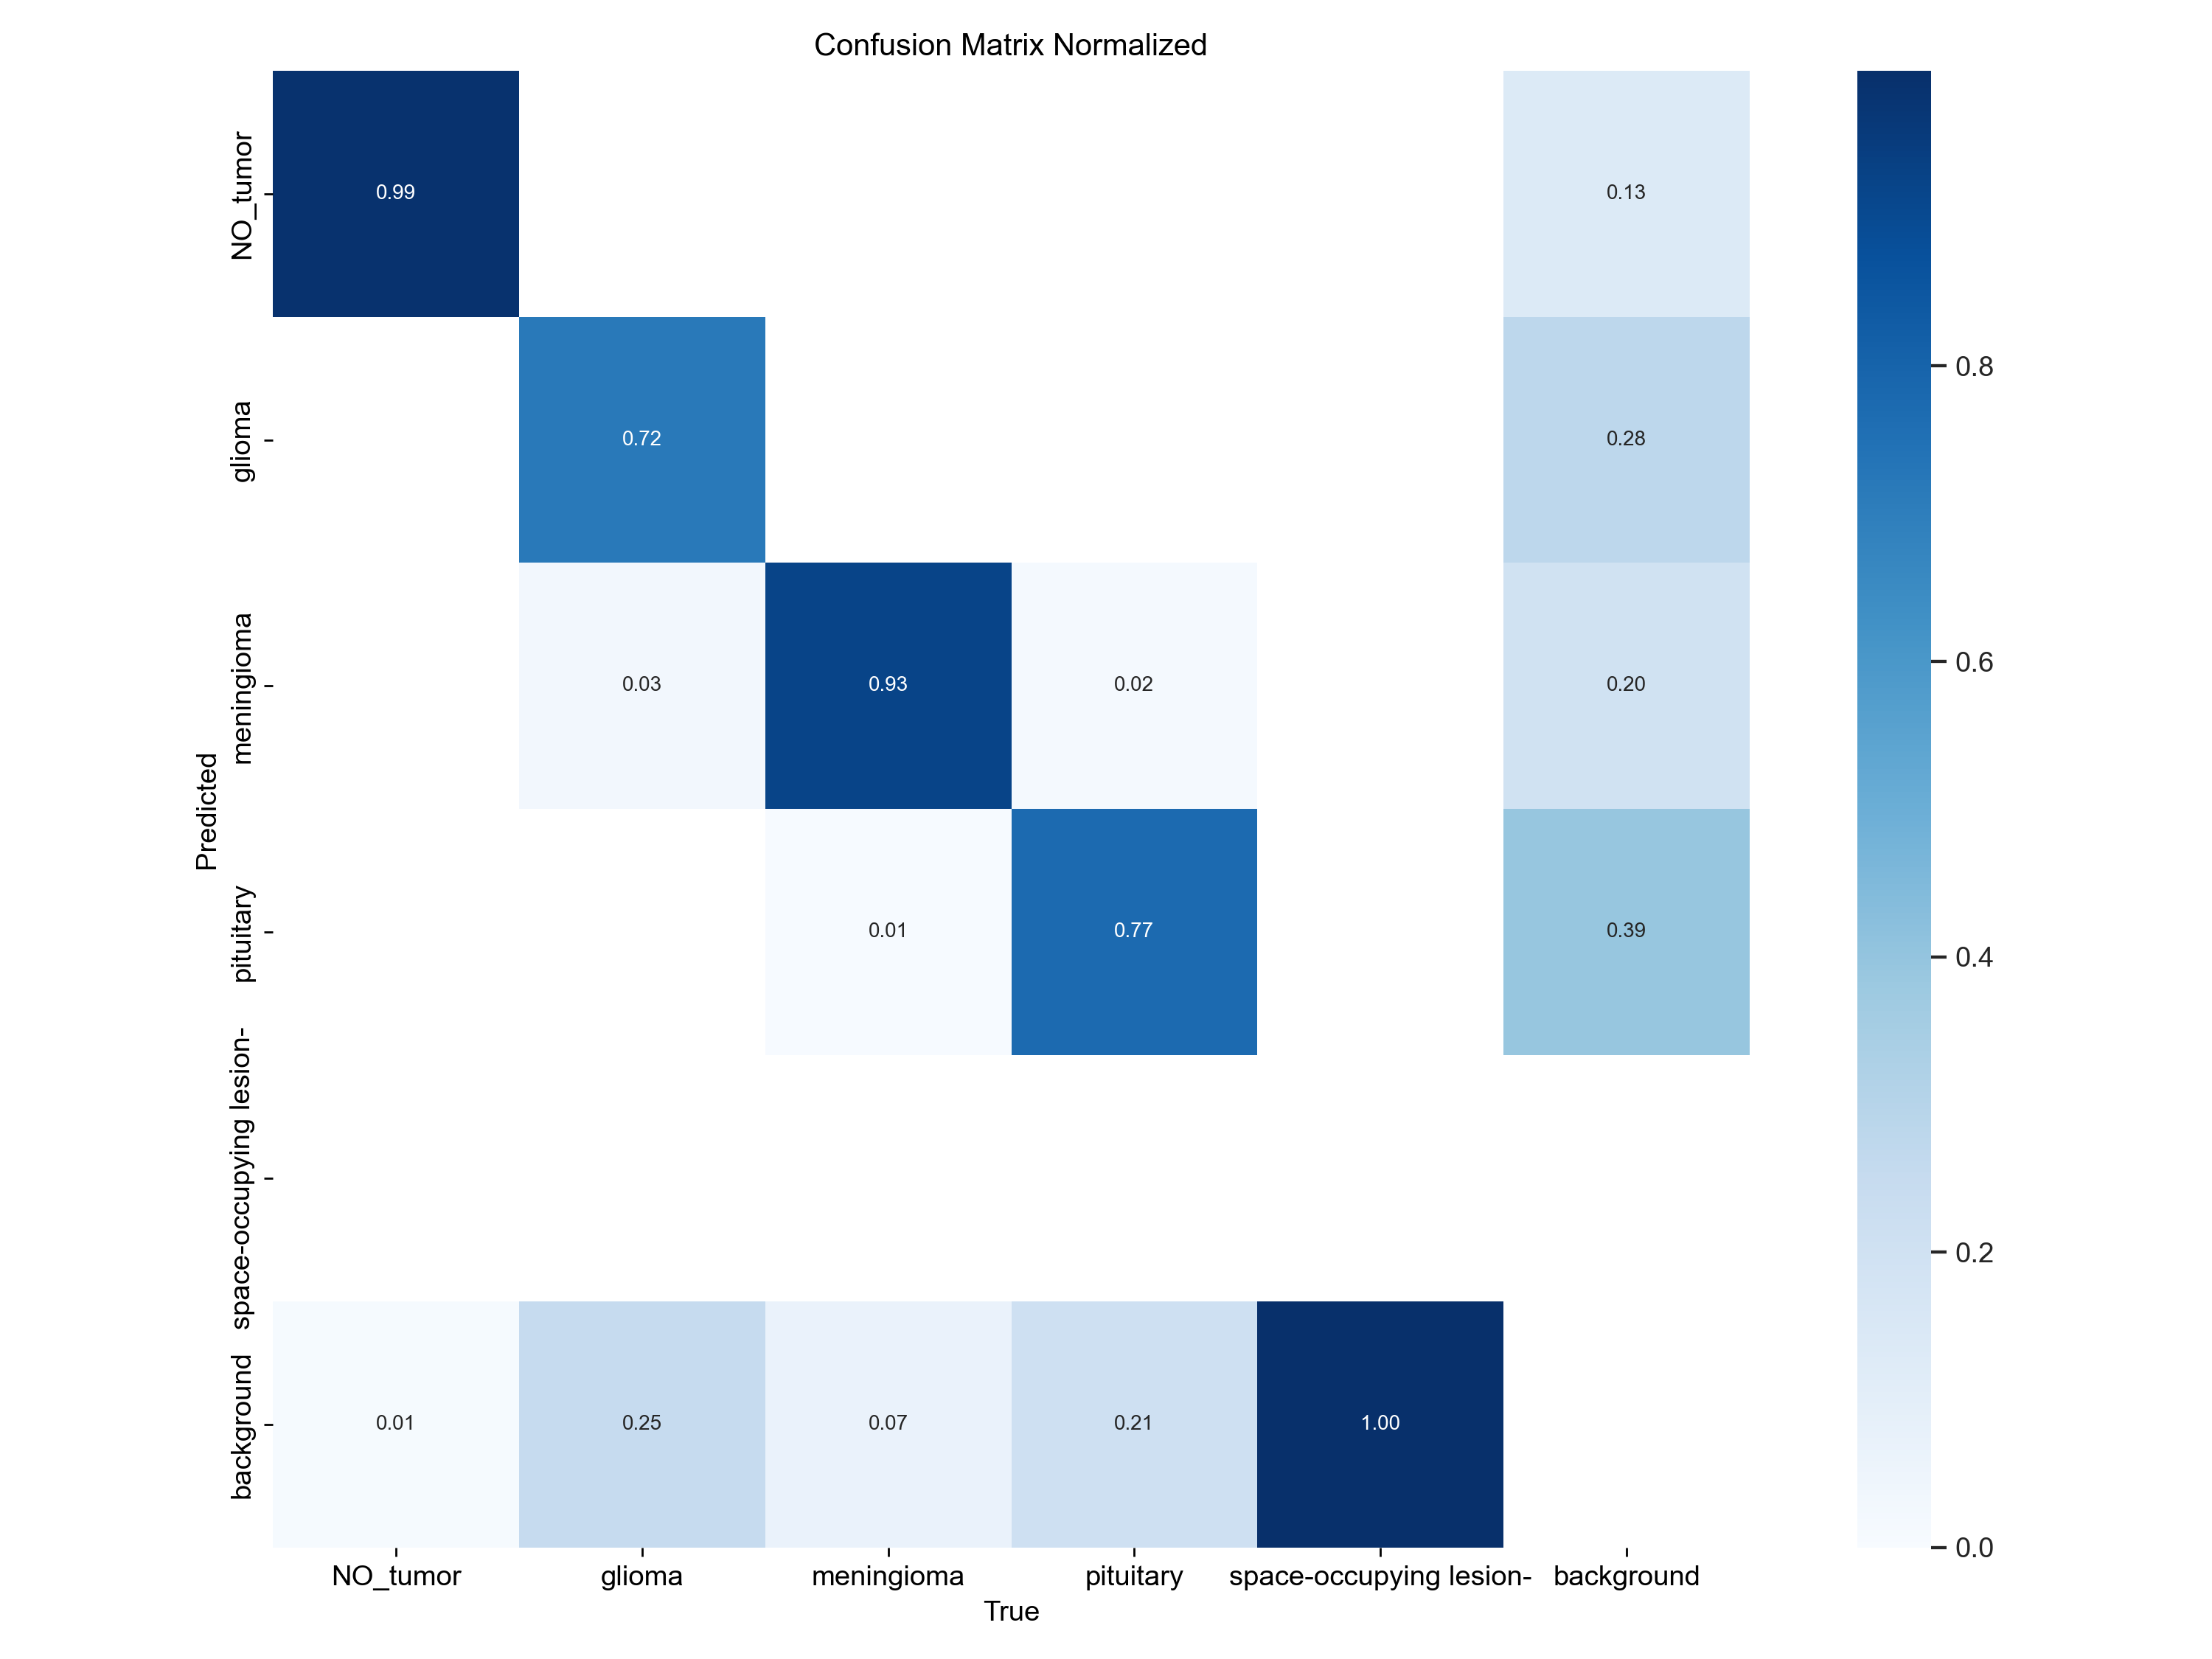 Confusion Matrix Normalized
NO_tumor
0.99
0.13
glioma
0.72
0.28
meningioma
0.03
0.93
0.02
0.20
pituitary
0.01
0.77
0.39
space-occupying lesion-
background
0.01
0.25
0.07
0.21
1.00
Predicted
NO_tumor
glioma
meningioma
pituitary
space-occupying lesion-
background
True
0.8
0.6
0.4
0.2
0.0